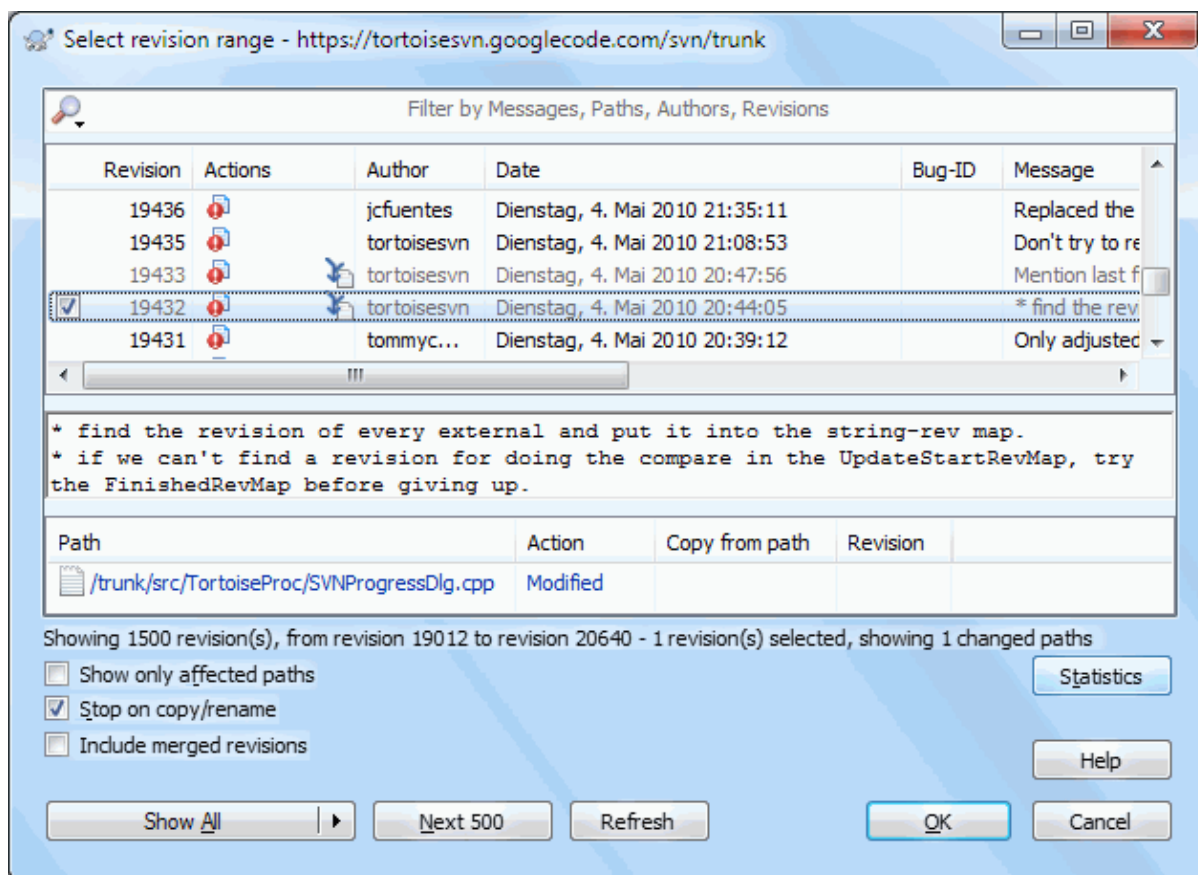 Select revision range - https://tortoisesvn.googlecode.com/svn/trunk
Filter by Messages, Paths, Authors, Revisions
Revision Actions Author Date Bug-ID Message
19436 jcfuentes Dienstag, 4. Mai 2010 21:35:11 Replaced the
19435 tortoisesvn Dienstag, 4. Mai 2010 21:08:53 Don't try to re
19433 tortoisesvn Dienstag, 4. Mai 2010 20:47:56 Mention last f
19432 tortoisesvn Dienstag, 4. Mai 2010 20:44:05 * find the rev
19431 tommyc... Dienstag, 4. Mai 2010 20:39:12 Only adjusted
* find the revision of every external and put it into the string-rev map.
* if we can't find a revision for doing the compare in the UpdateStartRevMap, try
the FinishedRevMap before giving up.
Path Action Copy from path Revision
/trunk/src/TortoiseProc/SVNProgressDlg.cpp Modified
Showing 1500 revision(s), from revision 19012 to revision 20640 - 1 revision(s) selected, showing 1 changed paths
Show only affected paths
Statistics
Stop on copy/rename
Include merged revisions
Help
Show All Next 500 Refresh OK Cancel